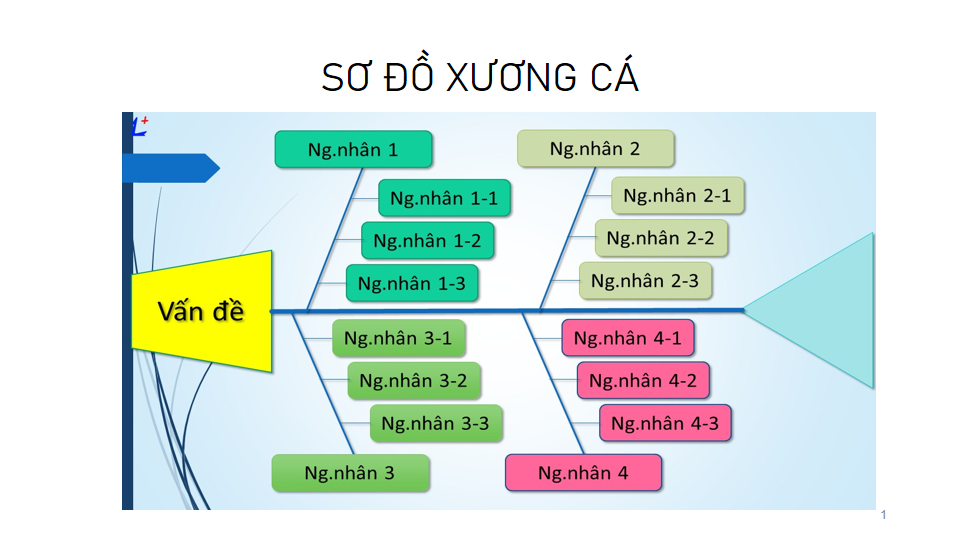 SƠ ĐỒ XƯƠNG CÁ
L+
Ng.nhân 1
Ng.nhân 2
Ng.nhân 1-1
Ng.nhân 2-1
Ng.nhân 1-2
Ng.nhân 2-2
Ng.nhân 1-3
Ng.nhân 2-3
Vấn đề
Ng.nhân 3-1
Ng.nhân 4-1
Ng.nhân 3-2
Ng.nhân 4-2
Ng.nhân 3-3
Ng.nhân 4-3
Ng.nhân 3
Ng.nhân 4
1